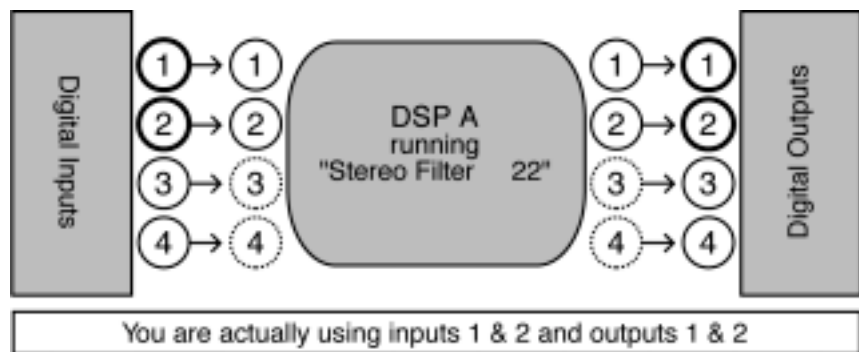 Digital Inputs
1 1
2 2
3 3
4 4
DSP A
running
"Stereo Filter 22"
1 1
2 2
3 3
4 4
Digital Outputs
You are actually using inputs 1 & 2 and outputs 1 & 2